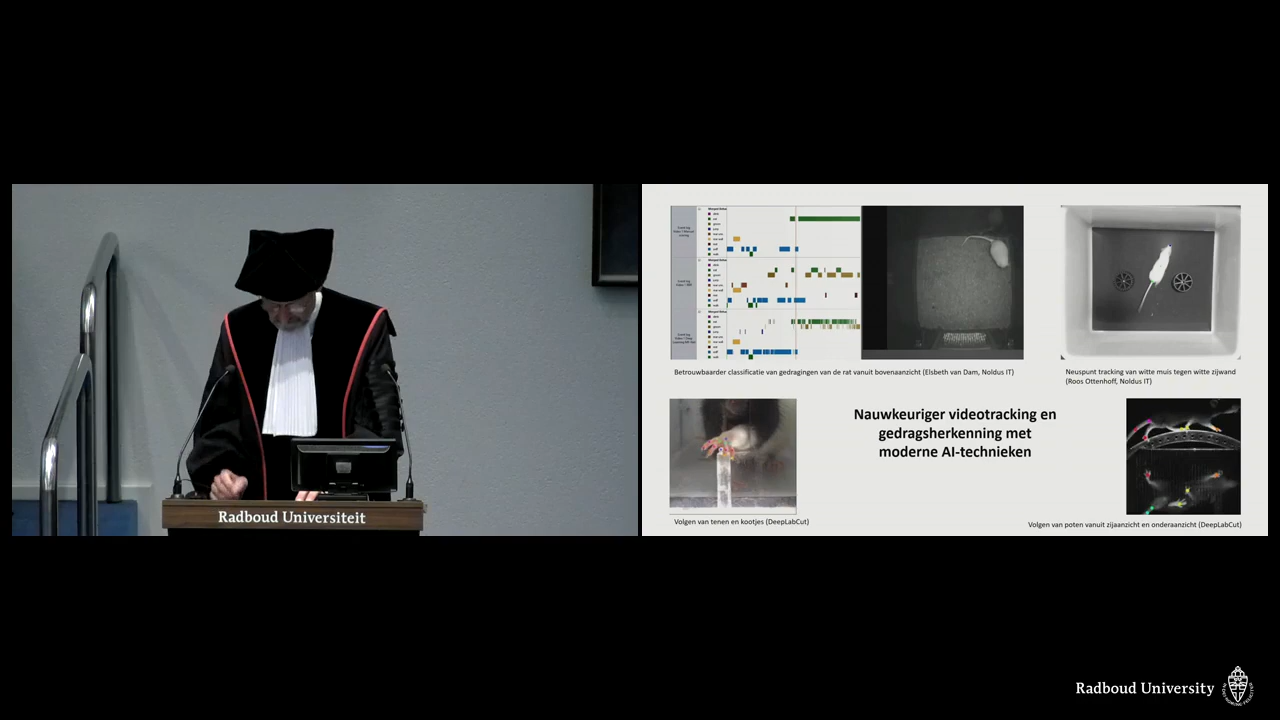 Radboud Universiteit
Betrouwbaarder classificatie van gedragingen van de rat vanuit bovenaanzicht (Elsbeth van Dam, Noldus IT)
Neuspunt tracking van witte muis tegen witte zijwand
(Roos Ottenhoff, Noldus IT)
Nauwkeuriger videotracking en
gedragsherkenning met
moderne AI-technieken
Volgen van tenen en kootjes (DeepLabCut)
Volgen van poten vanuit zijaanzicht en onderaanzicht (DeepLabCut)
Radboud University